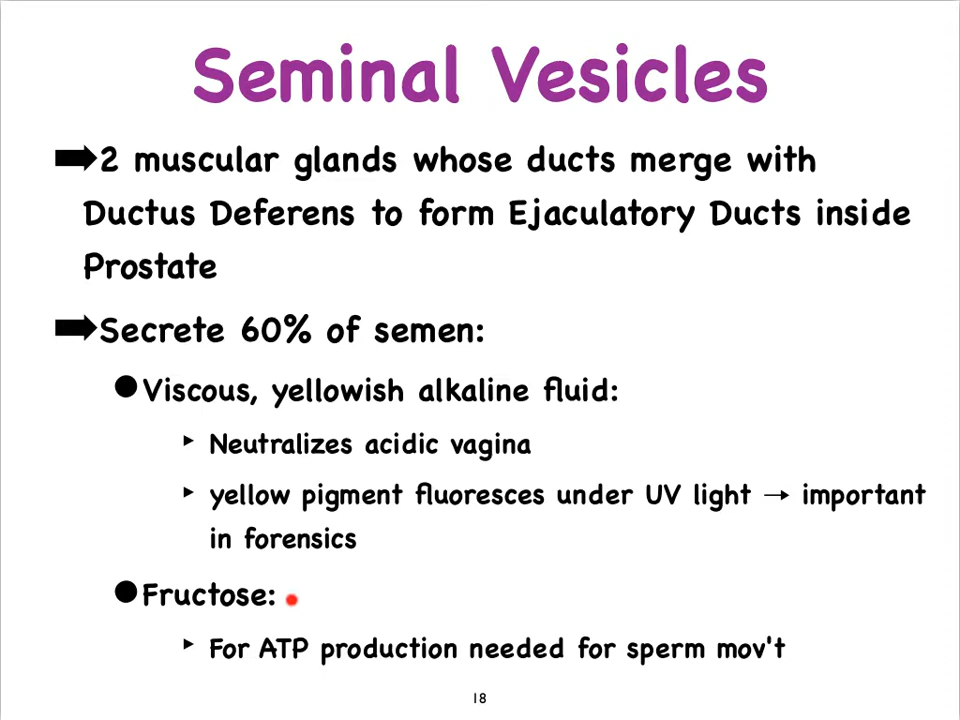 Seminal Vesicles
➡2 muscular glands whose ducts merge with
Ductus Deferens to form Ejaculatory Ducts inside
Prostate
➡Secrete 60% of semen:
●Viscous, yellowish alkaline fluid:
‣ Neutralizes acidic vagina
‣ yellow pigment fluoresces under UV light → important
in forensics
●Fructose:
‣ For ATP production needed for sperm mov't
18